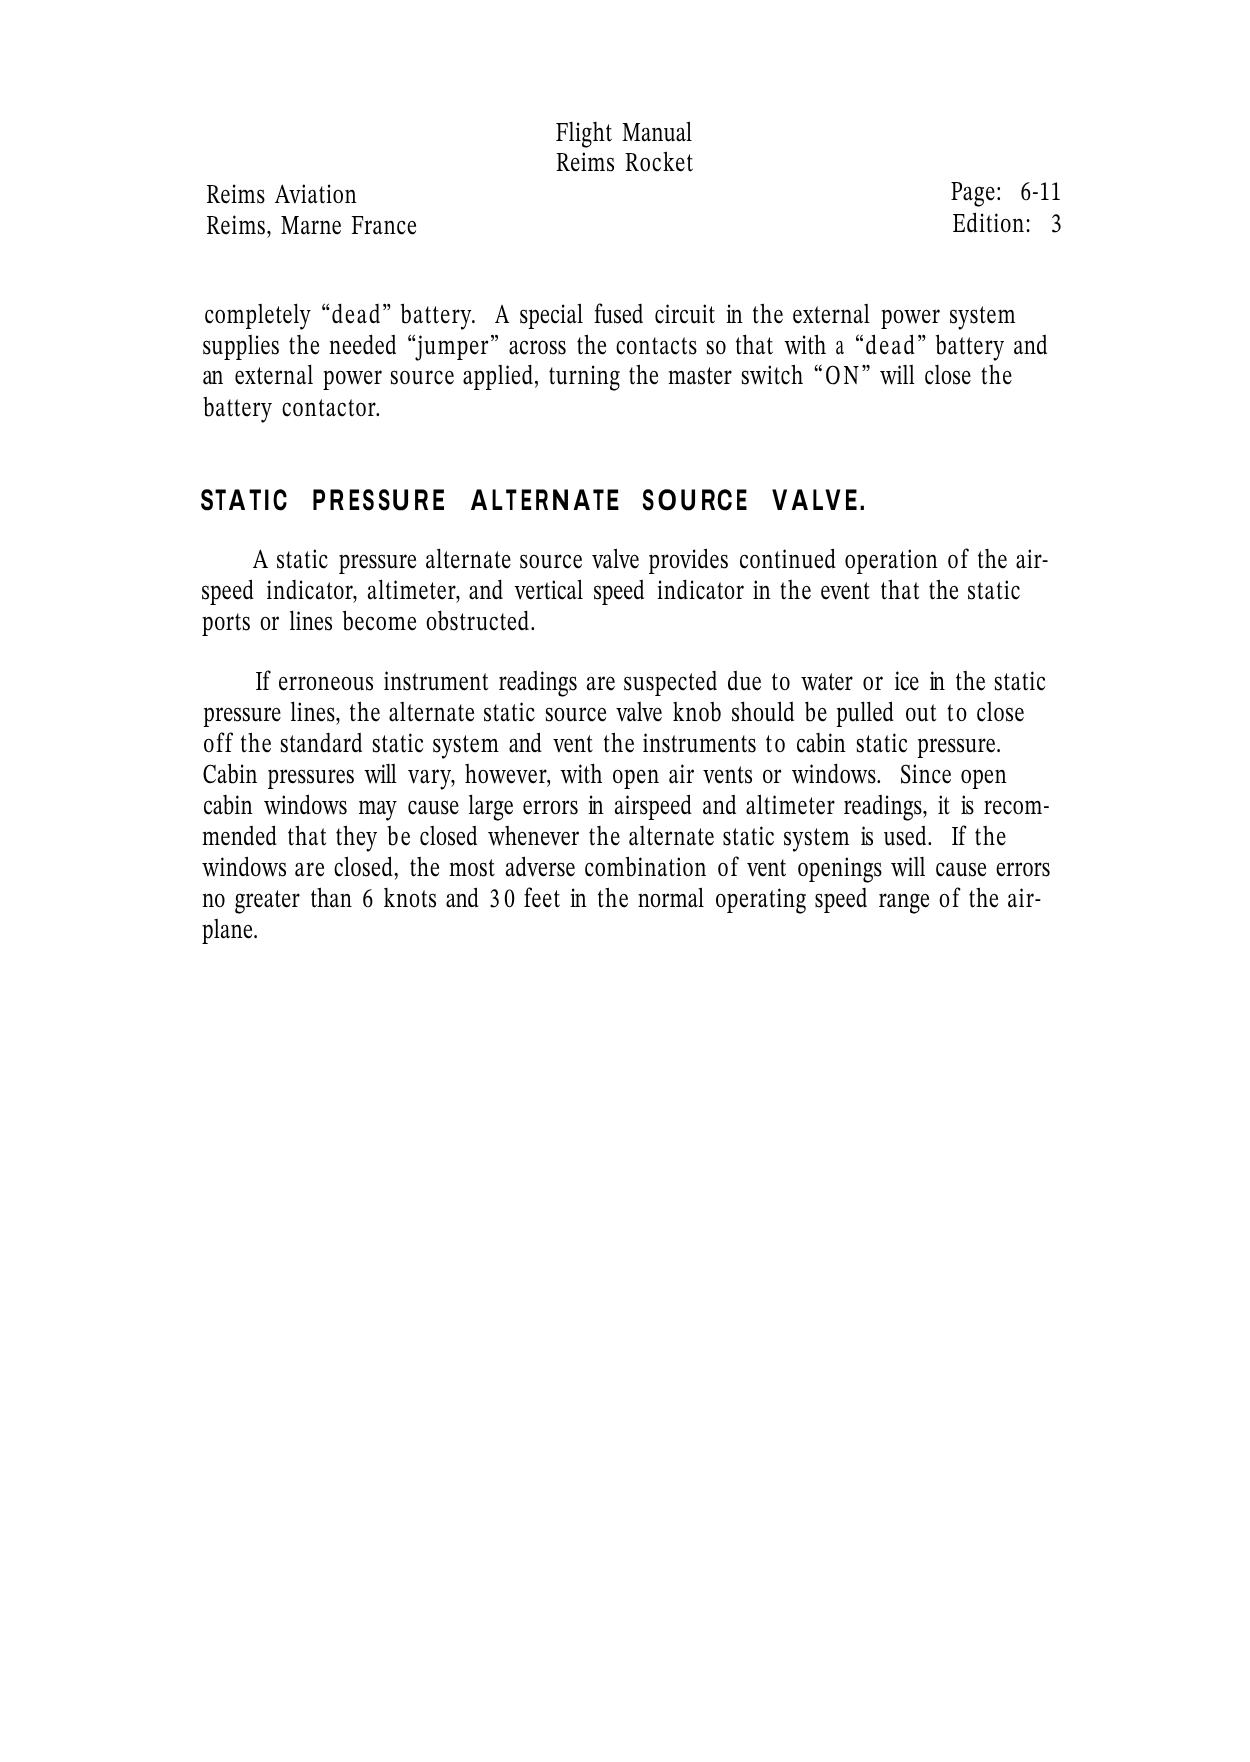 Flight Manual
Reims Rocket
Reims Aviation
Page: 6-11
Reims, Marne France
Edition: 3
completely “dead” battery. A special fused circuit in the external power system
supplies the needed “jumper” across the contacts so that with a “dead” battery and
an external power source applied, turning the master switch “ON” will close the
battery contactor.
STATIC PRESSURE ALTERNATE SOURCE VALVE.
A static pressure alternate source valve provides continued operation of the air-
speed indicator, altimeter, and vertical speed indicator in the event that the static
ports or lines become obstructed.
If erroneous instrument readings are suspected due to water or ice in the static
pressure lines, the alternate static source valve knob should be pulled out to close
off the standard static system and vent the instruments to cabin static pressure.
Cabin pressures will vary, however, with open air vents or windows. Since open
cabin windows may cause large errors in airspeed and altimeter readings, it is recom-
mended that they be closed whenever the alternate static system is used. If the
windows are closed, the most adverse combination of vent openings will cause errors
no greater than 6 knots and 30 feet in the normal operating speed range of the air-
plane.